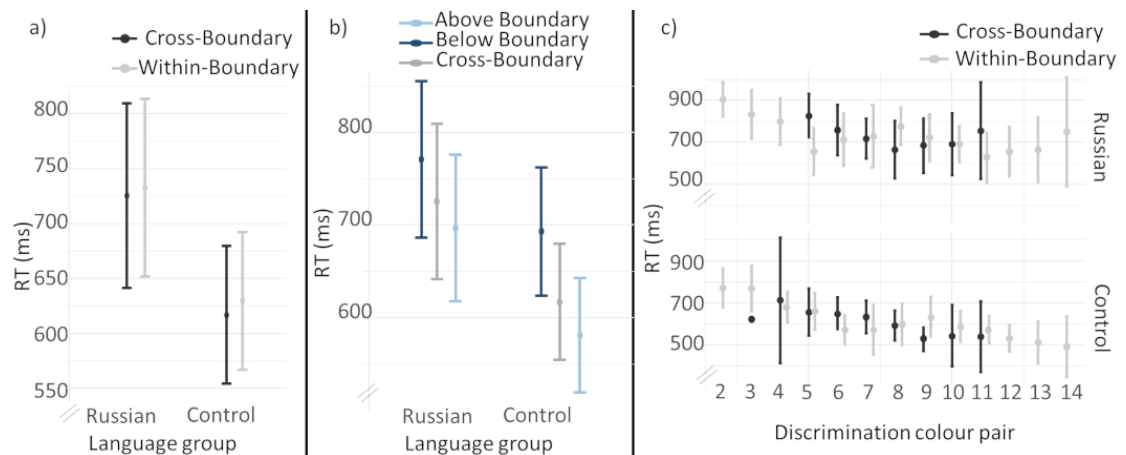 a)
Cross-Boundary
Within-Boundary
RT (ms)
800
750
700
650
600
550
Russian Control
Language group
b)
Above Boundary
Below Boundary
Cross-Boundary
RT (ms)
800
700
600
Russian Control
Language group
c)
Cross-Boundary
Within-Boundary
RT (ms)
900
700
500
Russian
900
700
500
Control
2 3 4 5 6 7 8 9 10 11 12 13 14
Discrimination colour pair